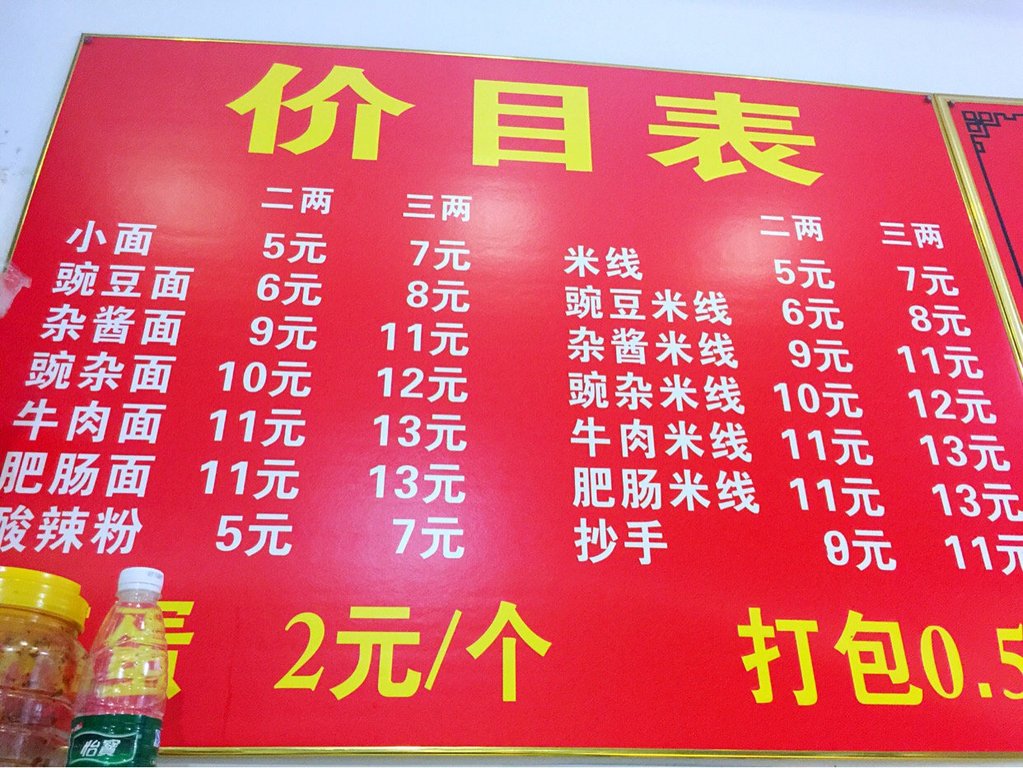 价目表
二两 三两
小面 5元 7元
豌豆面 6元 8元
杂酱面 9元 11元
豌杂面 10元 12元
牛肉面 11元 13元
肥肠面 11元 13元
酸辣粉 5元 7元
二两 三两
米线 5元 7元
豌豆米线 6元 8元
杂酱米线 9元 11元
豌杂米线 10元 12元
牛肉米线 11元 13元
肥肠米线 11元 13元
抄手 9元 11元
蛋 2元/个
打包0.5
怡寶